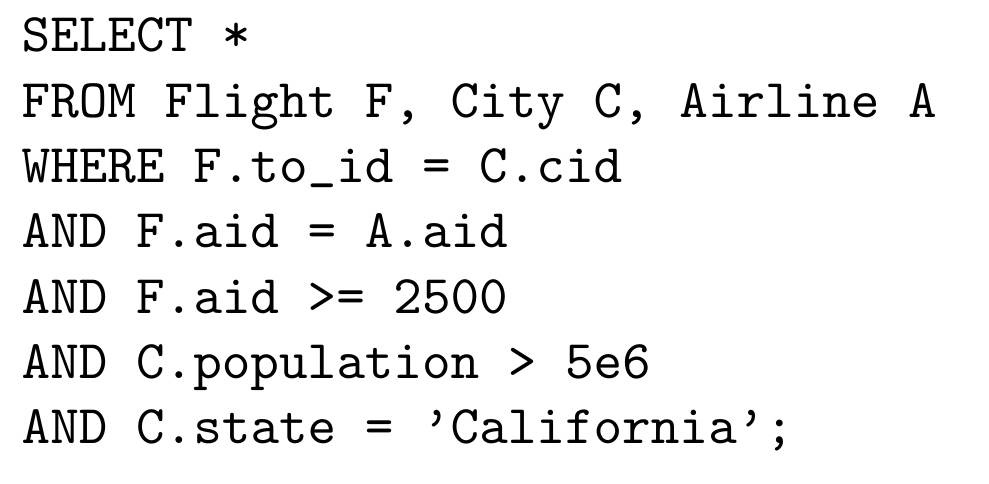 SELECT *
FROM Flight F, City C, Airline A
WHERE F.to_id = C.cid
AND F.aid = A.aid
AND F.aid >= 2500
AND C.population > 5e6
AND C.state = ’California’;